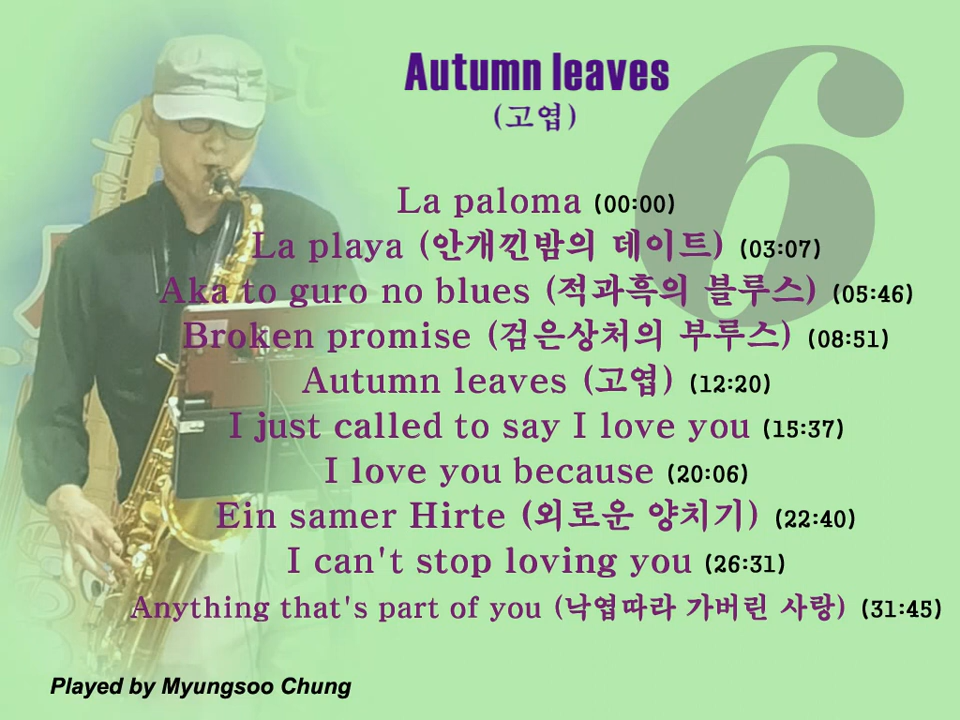 Autumn leaves
(고엽)
6
La paloma (00:00)
La playa (안개낀밤의 데이트) (03:07)
Aka to guro no blues (적과흑의 블루스) (05:46)
Broken promise (검은상처의 부루스) (08:51)
Autumn leaves (고엽) (12:20)
I just called to say I love you (15:37)
I love you because (20:06)
Ein samer Hirte (외로운 양치기) (22:40)
I can't stop loving you (26:31)
Anything that's part of you (낙엽따라 가버린 사랑) (31:45)
Played by Myungsoo Chung